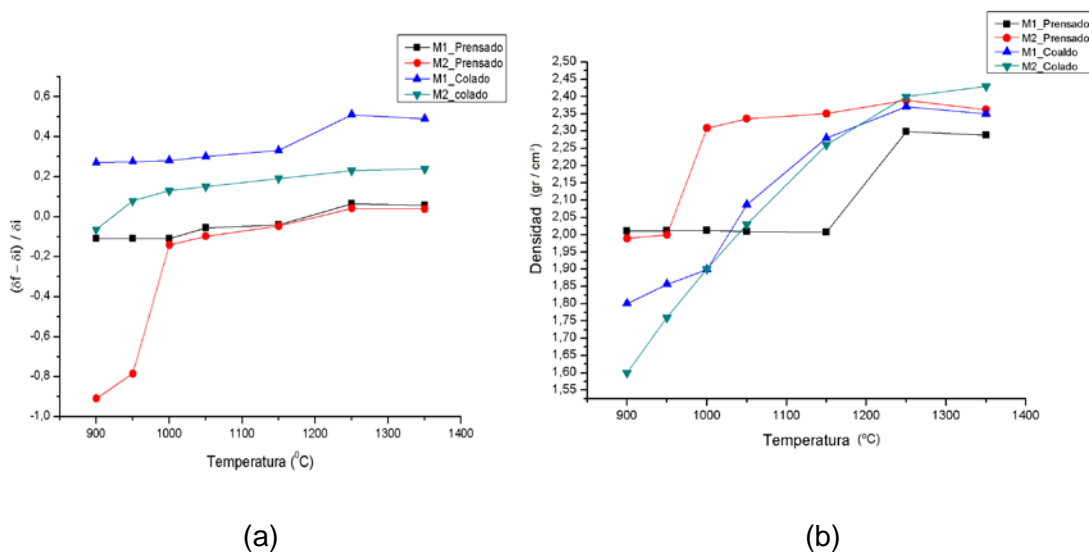 M1_Prensado
M2_Prensado
M1_Colado
M2_colado
0,6
0,4
0,2
0,0
-0,2
-0,4
-0,6
-0,8
-1,0
(δf – δi) / δi
900
1000
1100
1200
1300
1400
Temperatura (⁰C)
(a)
M1_Prensado
M2_Prensado
M1_Coaldo
M2_Colado
2,50
2,45
2,40
2,35
2,30
2,25
2,20
2,15
2,10
2,05
2,00
1,95
1,90
1,85
1,80
1,75
1,70
1,65
1,60
1,55
Densidad (gr / cm³)
900
1000
1100
1200
1300
1400
Temperatura (ºC)
(b)